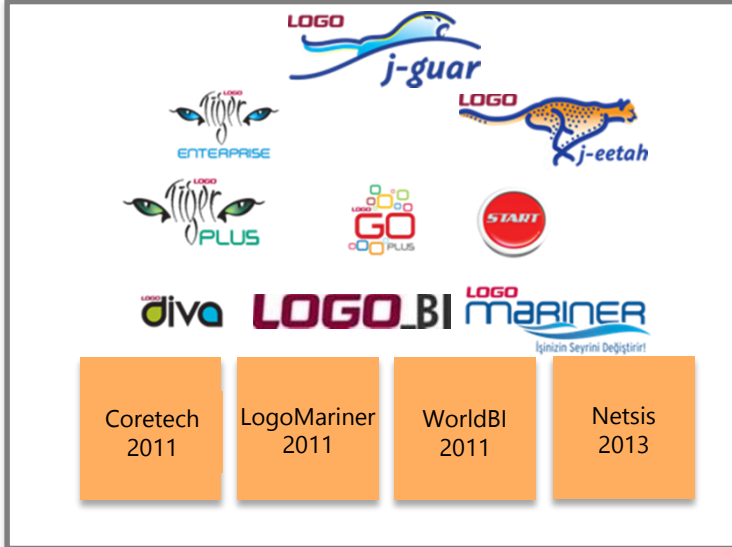 LOGO
j-guar
LOGO
Tiger
ENTERPRISE
LOGO
j-eetah
LOGO
Tiger
PLUS
LOGO
GO
PLUS
START
LOGO
diva
LOGO_BI
LOGO
maRINER
İşinizin Seyrini Değiştirir!
Coretech
2011
LogoMariner
2011
WorldBI
2011
Netsis
2013